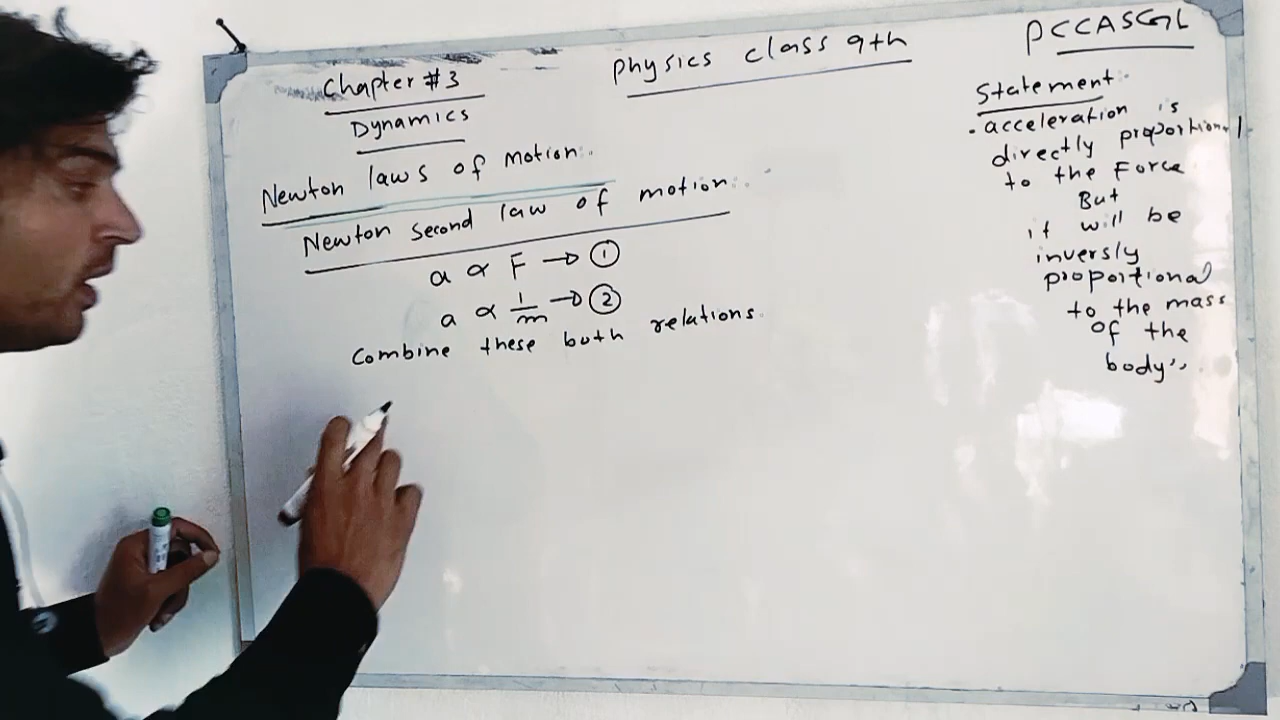 PCCASGL
Physics class 9th
Chapter #3
Dynamics
Newton laws of motion:
Newton second law of motion:
a ∝ F → ①
a ∝ 1/m → ②
Combine these both relations.
Statement:
. acceleration is
directly proportional
to the Force
But
it will be
inversly
proportional
to the mass
of the
body".